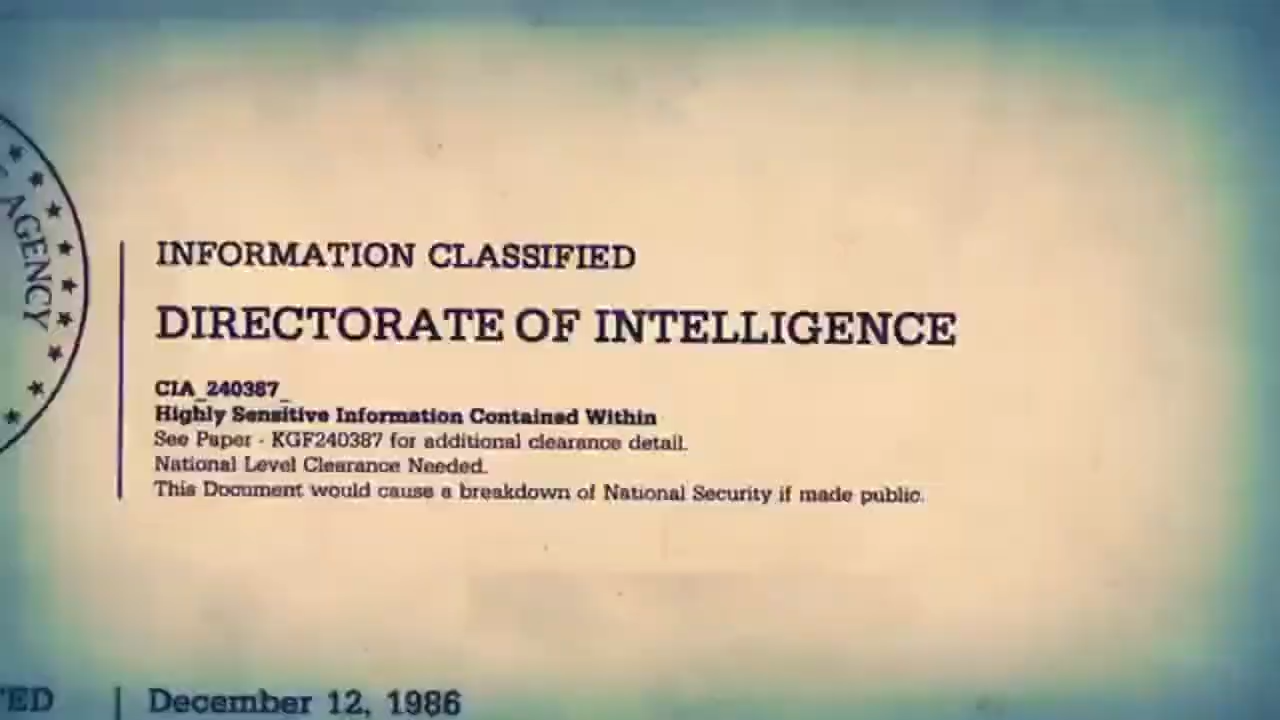 AGENCY
INFORMATION CLASSIFIED
DIRECTORATE OF INTELLIGENCE
CIA_240387_
Highly Sensitive Information Contained Within
See Paper - KGF240387 for additional clearance detail.
National Level Clearance Needed.
This Document would cause a breakdown of National Security if made public.
December 12, 1986